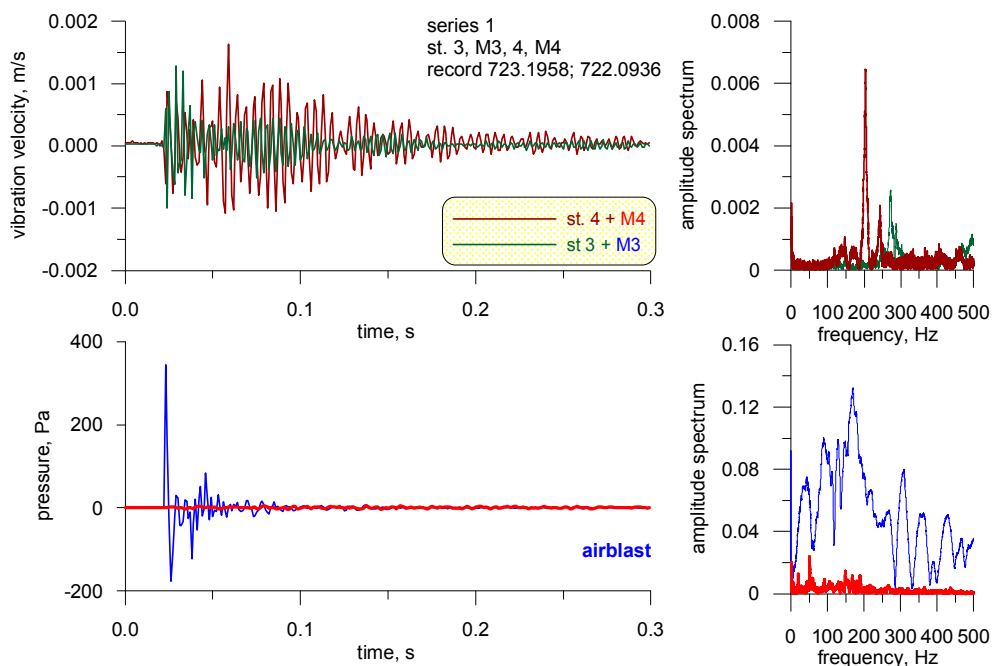 series 1
st. 3, M3, 4, M4
record 723.1958; 722.0936
vibration velocity, m/s
0.002
0.001
0.000
-0.001
-0.002
st. 4 + M4
st 3 + M3
0.0 0.1 0.2 0.3
time, s
amplitude spectrum
0.008
0.006
0.004
0.002
0
0 100 200 300 400 500
frequency, Hz
pressure, Pa
400
200
0
-200
airblast
0.0 0.1 0.2 0.3
time, s
amplitude spectrum
0.16
0.12
0.08
0.04
0
0 100 200 300 400 500
frequency, Hz